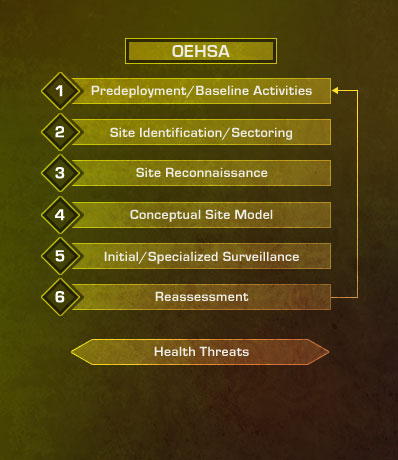 OEHSA
1 Predeployment/Baseline Activities
2 Site Identification/Sectoring
3 Site Reconnaissance
4 Conceptual Site Model
5 Initial/Specialized Surveillance
6 Reassessment
Health Threats